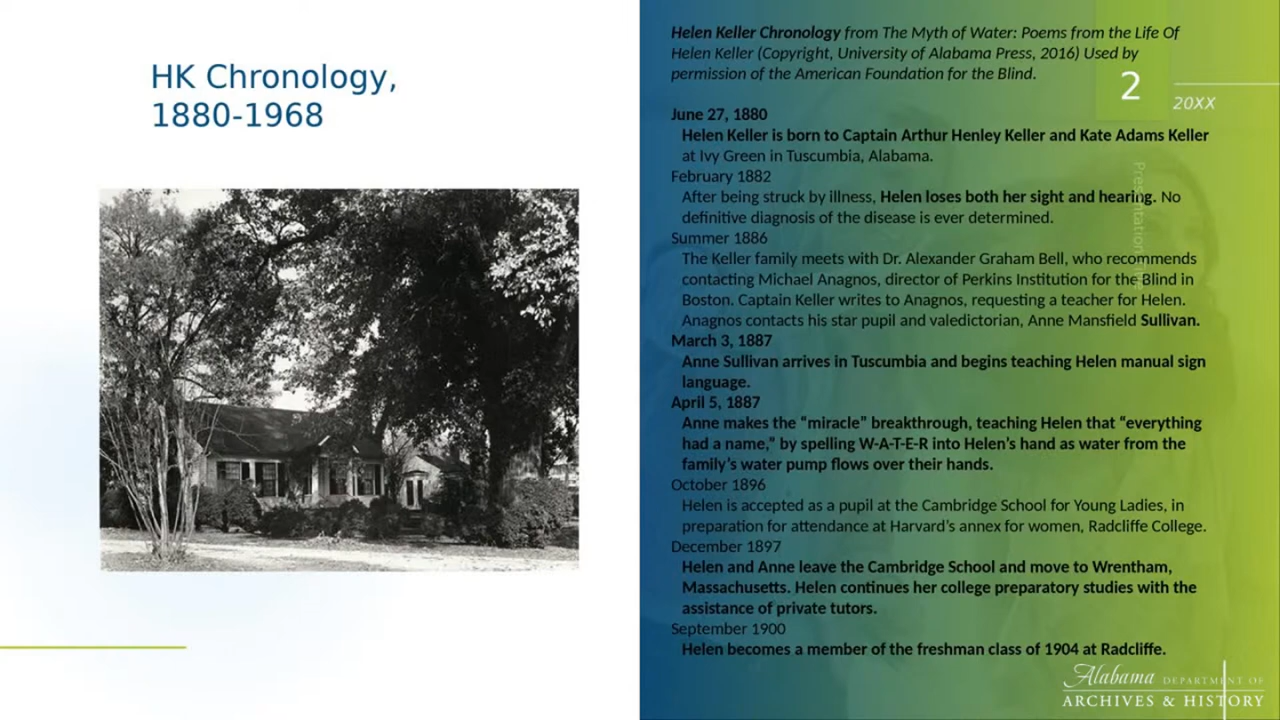 HK Chronology,
1880-1968
Helen Keller Chronology from The Myth of Water: Poems from the Life Of
Helen Keller (Copyright, University of Alabama Press, 2016) Used by
permission of the American Foundation for the Blind.
2
20XX
June 27, 1880
Helen Keller is born to Captain Arthur Henley Keller and Kate Adams Keller
at Ivy Green in Tuscumbia, Alabama.
February 1882
After being struck by illness, Helen loses both her sight and hearing. No
definitive diagnosis of the disease is ever determined.
Summer 1886
The Keller family meets with Dr. Alexander Graham Bell, who recommends
contacting Michael Anagnos, director of Perkins Institution for the Blind in
Boston. Captain Keller writes to Anagnos, requesting a teacher for Helen.
Anagnos contacts his star pupil and valedictorian, Anne Mansfield Sullivan.
March 3, 1887
Anne Sullivan arrives in Tuscumbia and begins teaching Helen manual sign
language.
April 5, 1887
Anne makes the “miracle” breakthrough, teaching Helen that “everything
had a name,” by spelling W-A-T-E-R into Helen’s hand as water from the
family’s water pump flows over their hands.
October 1896
Helen is accepted as a pupil at the Cambridge School for Young Ladies, in
preparation for attendance at Harvard’s annex for women, Radcliffe College.
December 1897
Helen and Anne leave the Cambridge School and move to Wrentham,
Massachusetts. Helen continues her college preparatory studies with the
assistance of private tutors.
September 1900
Helen becomes a member of the freshman class of 1904 at Radcliffe.
Presentation
Alabama DEPARTMENT OF
ARCHIVES & HISTORY